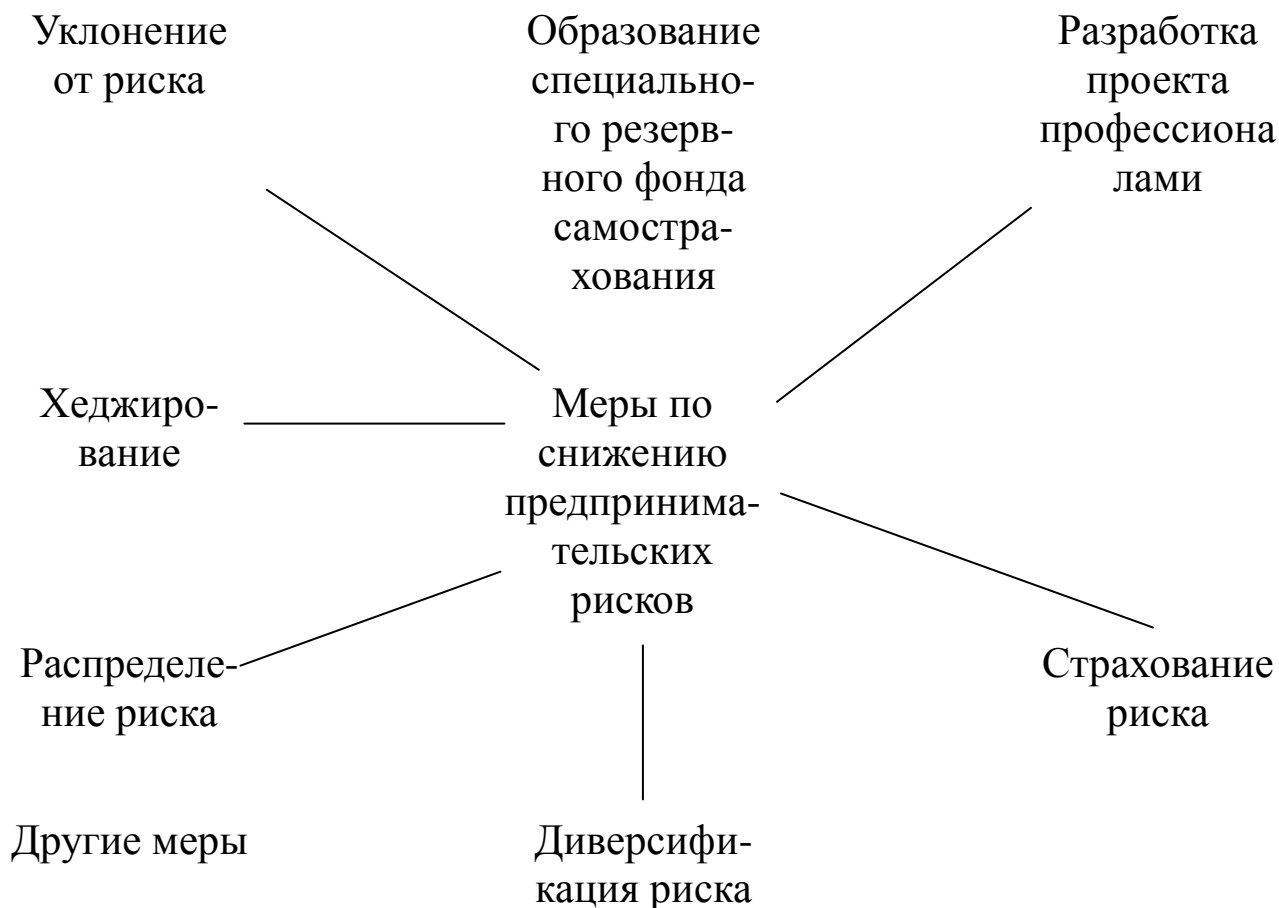 Уклонение
от риска
Образование
специально-
го резерв-
ного фонда
самостра-
хования
Разработка
проекта
профессиона
лами
Хеджиро-
вание
Меры по
снижению
предпринима-
тельских
рисков
Распределе-
ние риска
Страхование
риска
Другие меры
Диверсифи-
кация риска